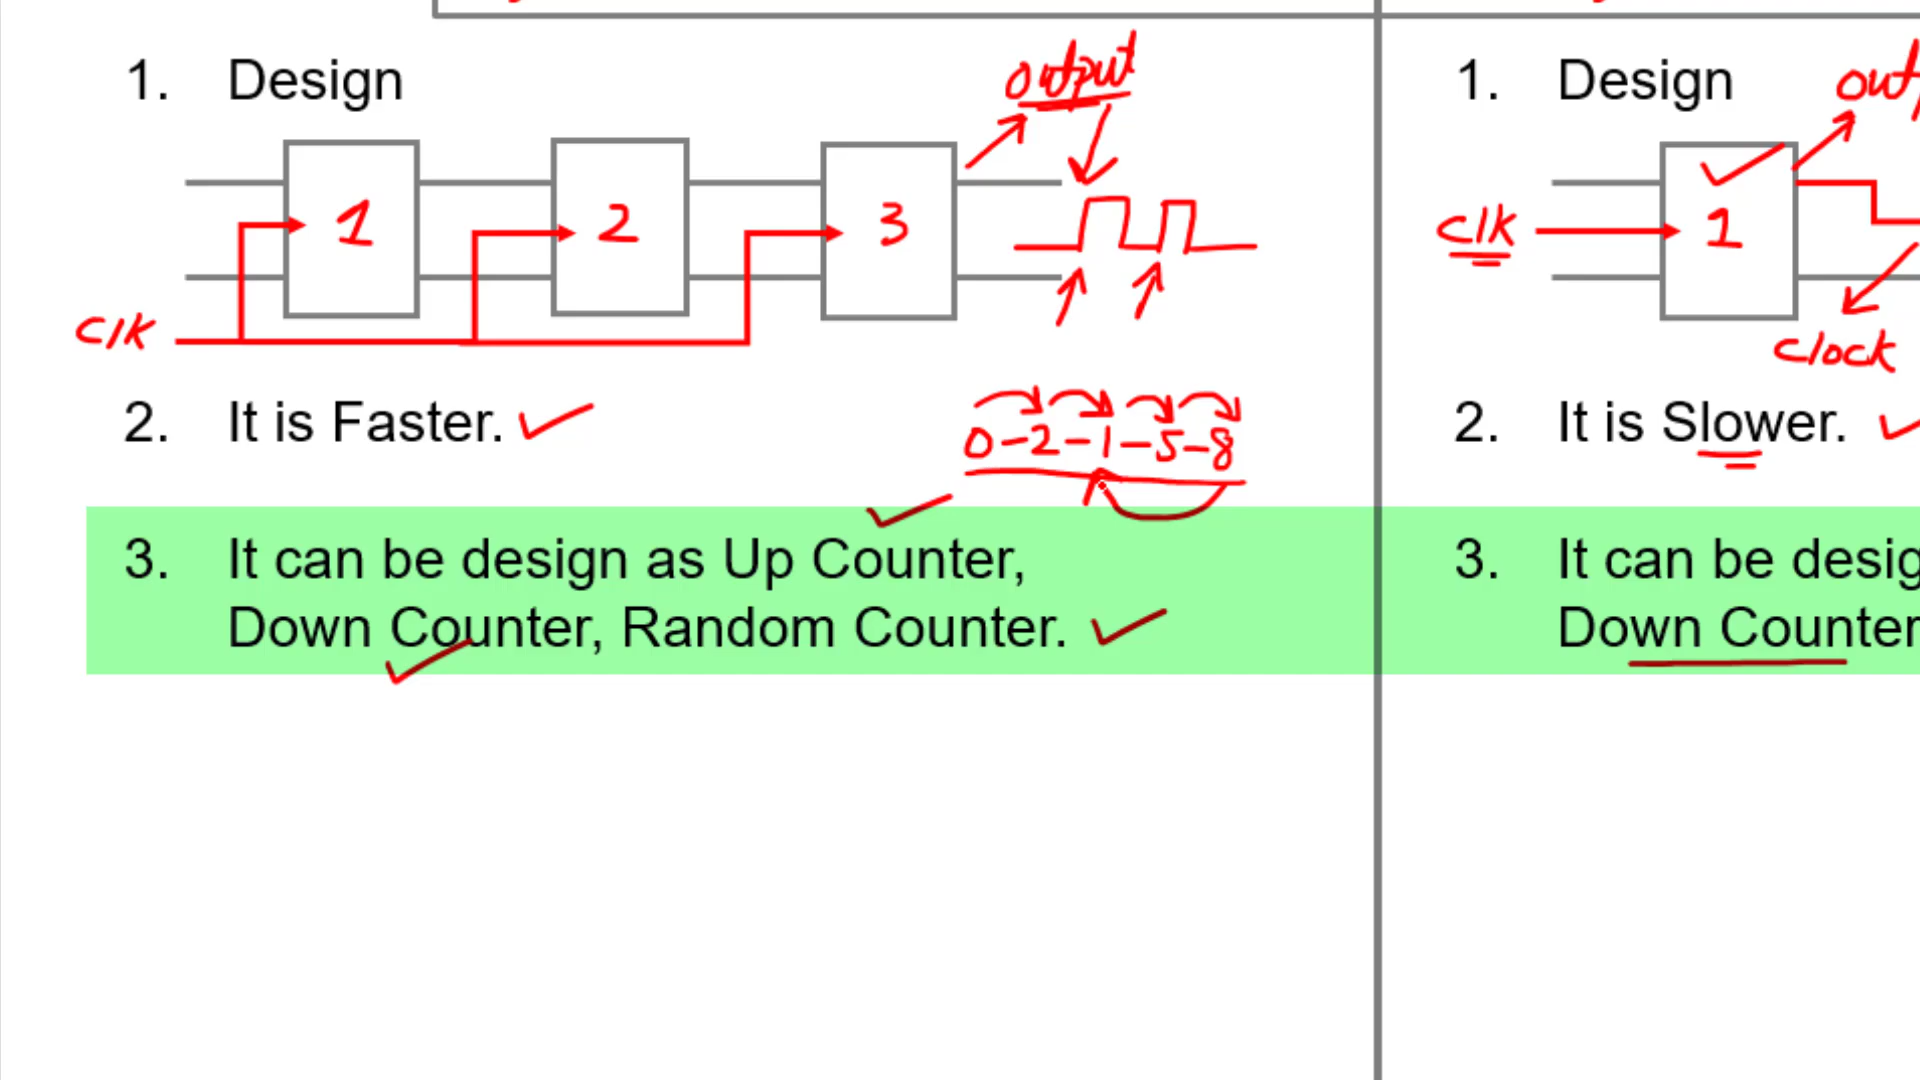 1. Design
output
1 2 3
clk
2. It is Faster.
0-2-1-5-8
3. It can be design as Up Counter,
Down Counter, Random Counter.
1. Design
outp
clk
1
clock
2. It is Slower.
3. It can be desig
Down Counter